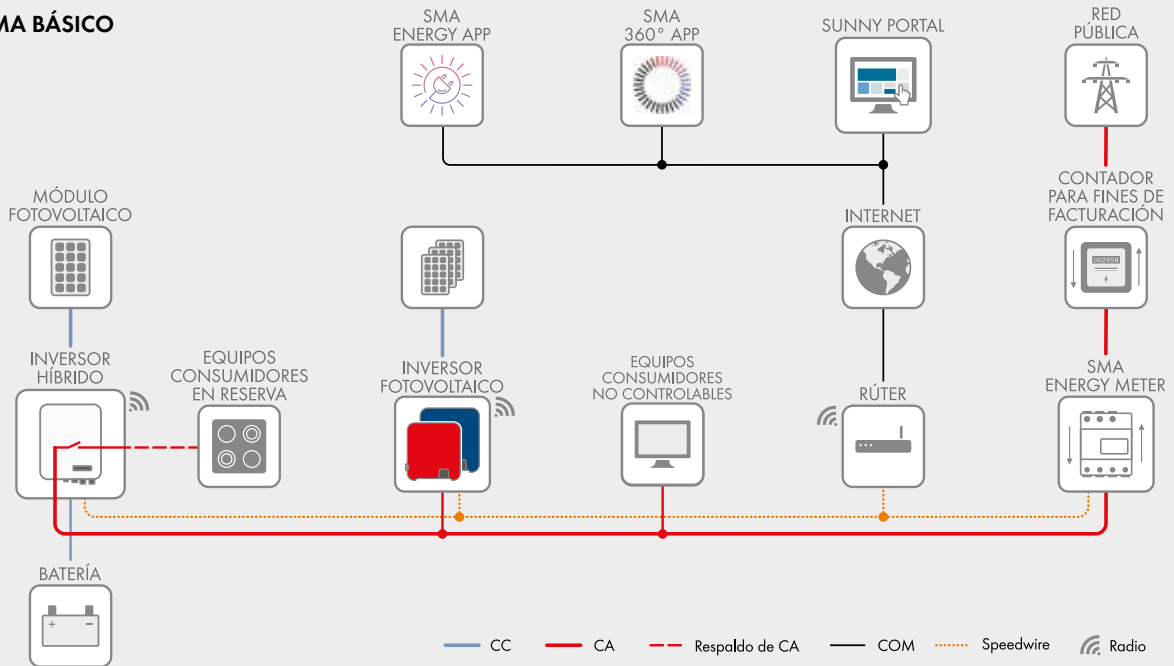 MA BÁSICO
SMA
ENERGY APP
SMA
360° APP
SUNNY PORTAL
RED
PÚBLICA
MÓDULO
FOTOVOLTAICO
INTERNET
CONTADOR
PARA FINES DE
FACTURACIÓN
002958
INVERSOR
HÍBRIDO
EQUIPOS
CONSUMIDORES
EN RESERVA
INVERSOR
FOTOVOLTAICO
EQUIPOS
CONSUMIDORES
NO CONTROLABLES
RÚTER
SMA
ENERGY METER
BATERÍA
+ −
CC
CA
Respaldo de CA
COM
Speedwire
Radio